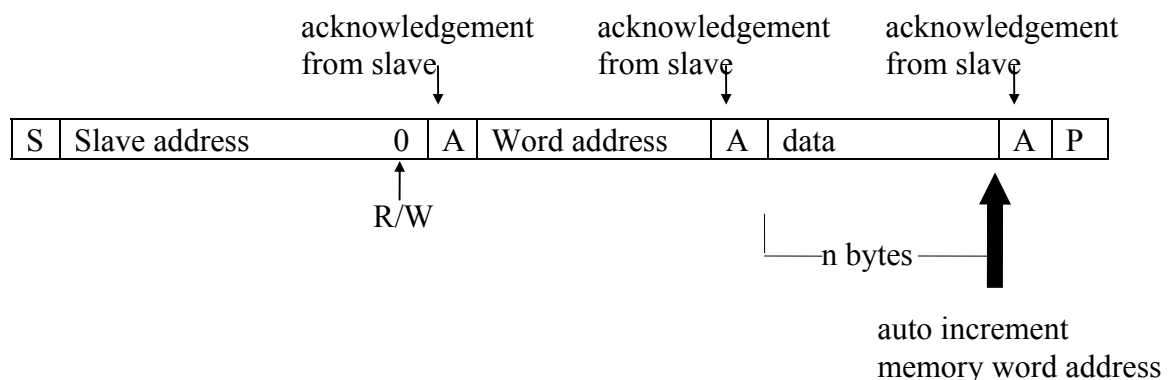 acknowledgement acknowledgement acknowledgement
from slave from slave from slave
S Slave address 0 A Word address A data A P
R/W
n bytes
auto increment
memory word address